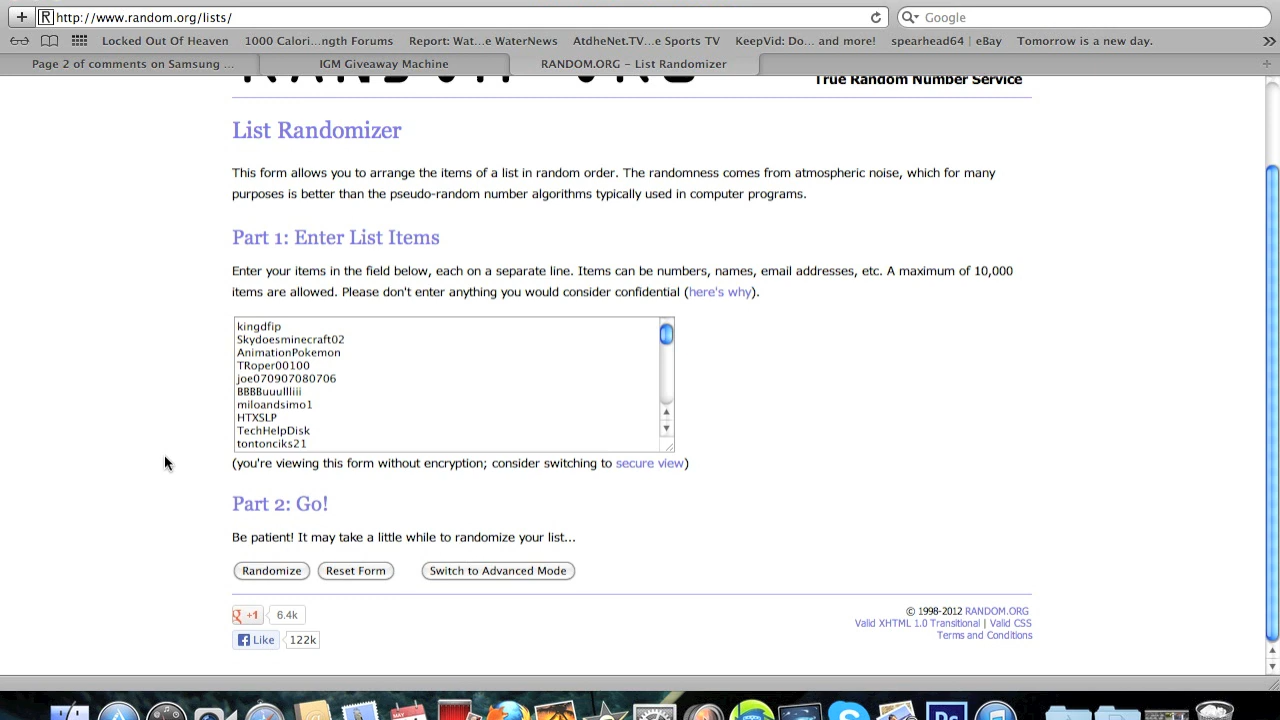 http://www.random.org/lists/
Google
Locked Out Of Heaven 1000 Calori...ngth Forums Report: Wat...e WaterNews AtdheNet.TV...e Sports TV KeepVid: Do... and more! spearhead64 | eBay Tomorrow is a new day.
Page 2 of comments on Samsung ... IGM Giveaway Machine RANDOM.ORG – List Randomizer
RANDOM ORG
True Random Number Service
List Randomizer
This form allows you to arrange the items of a list in random order. The randomness comes from atmospheric noise, which for many
purposes is better than the pseudo-random number algorithms typically used in computer programs.
Part 1: Enter List Items
Enter your items in the field below, each on a separate line. Items can be numbers, names, email addresses, etc. A maximum of 10,000
items are allowed. Please don't enter anything you would consider confidential (here's why).
kingdfip
Skydoesminecraft02
AnimationPokemon
TRoper00100
joe070907080706
miloandsimo1
HTXSLP
TechHelpDisk
tontonciks21
(you're viewing this form without encryption; consider switching to secure view)
Part 2: Go!
Be patient! It may take a little while to randomize your list...
Randomize Reset Form Switch to Advanced Mode
+1 6.4k
Like 122k
© 1998-2012 RANDOM.ORG
Valid XHTML 1.0 Transitional | Valid CSS
Terms and Conditions
MAY
Ps